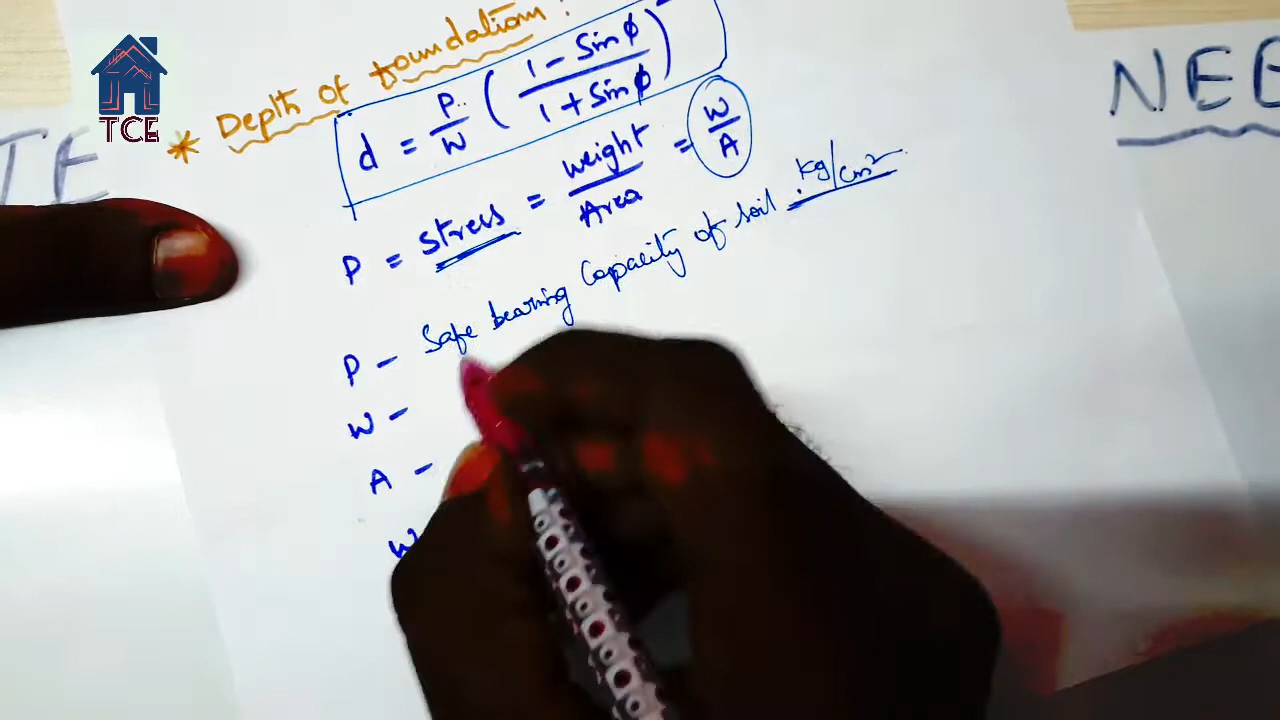 TCE
* Depth of foundation:
d = P/W ( 1 - Sin ϕ / 1 + Sin ϕ )
P = Stress = weight / Area = W / A
P - Safe bearing Capacity of Soil kg/cm²
W -
A -
W
TE
NEE